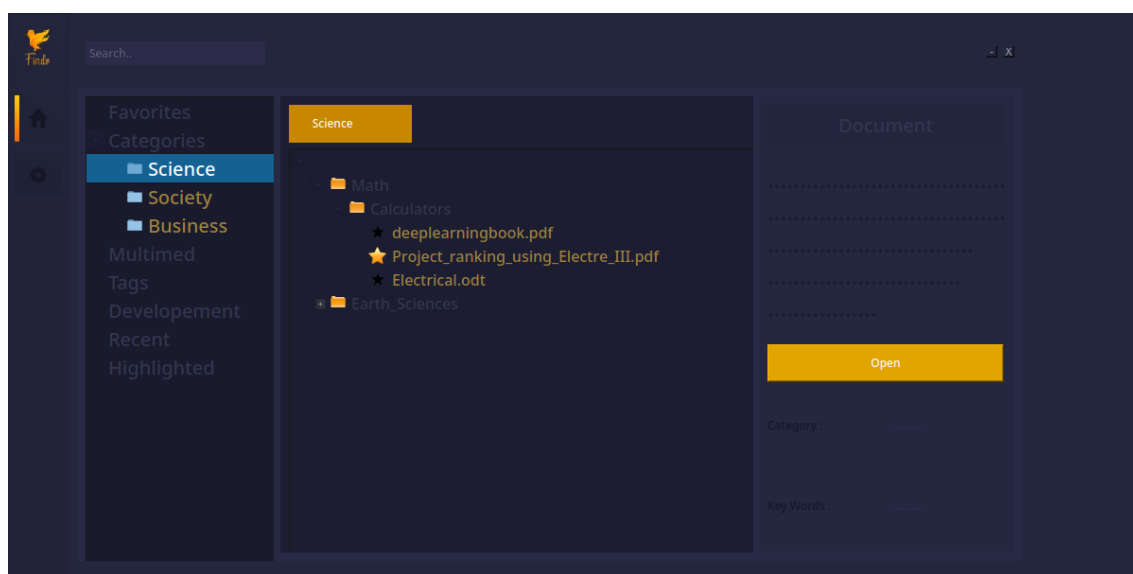 Finde
Search..
- X
Favorites
Categories
Science
Society
Business
Multimed
Tags
Developement
Recent
Highlighted
Science
Math
Calculators
deeplearningbook.pdf
Project_ranking_using_Electre_III.pdf
Electrical.odt
Earth_Sciences
Document
Open
Category :
Key Words :